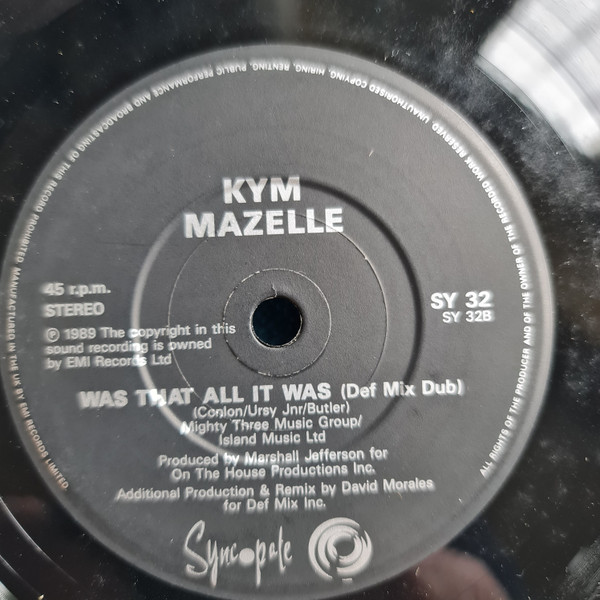 UNAUTHORISED COPYING, HIRING, RENTING, PUBLIC PERFORMANCE AND BROADCASTING OF THIS RECORD PROHIBITED. MANUFACTURED IN THE UK BY EMI RECORDS LIMITED.
ALL RIGHTS OF THE PRODUCER AND OF THE OWNER OF THE RECORDED WORK RESERVED
KYM
MAZELLE
45 r.p.m.
STEREO
SY 32
SY 32B
℗ 1989 The copyright in this
sound recording is owned
by EMI Records Ltd
WAS THAT ALL IT WAS (Def Mix Dub)
(Conlon/Ursy Jnr/Butler)
Mighty Three Music Group/
Island Music Ltd
Produced by Marshall Jefferson for
On The House Productions Inc.
Additional Production & Remix by David Morales
for Def Mix Inc.
Syncopate